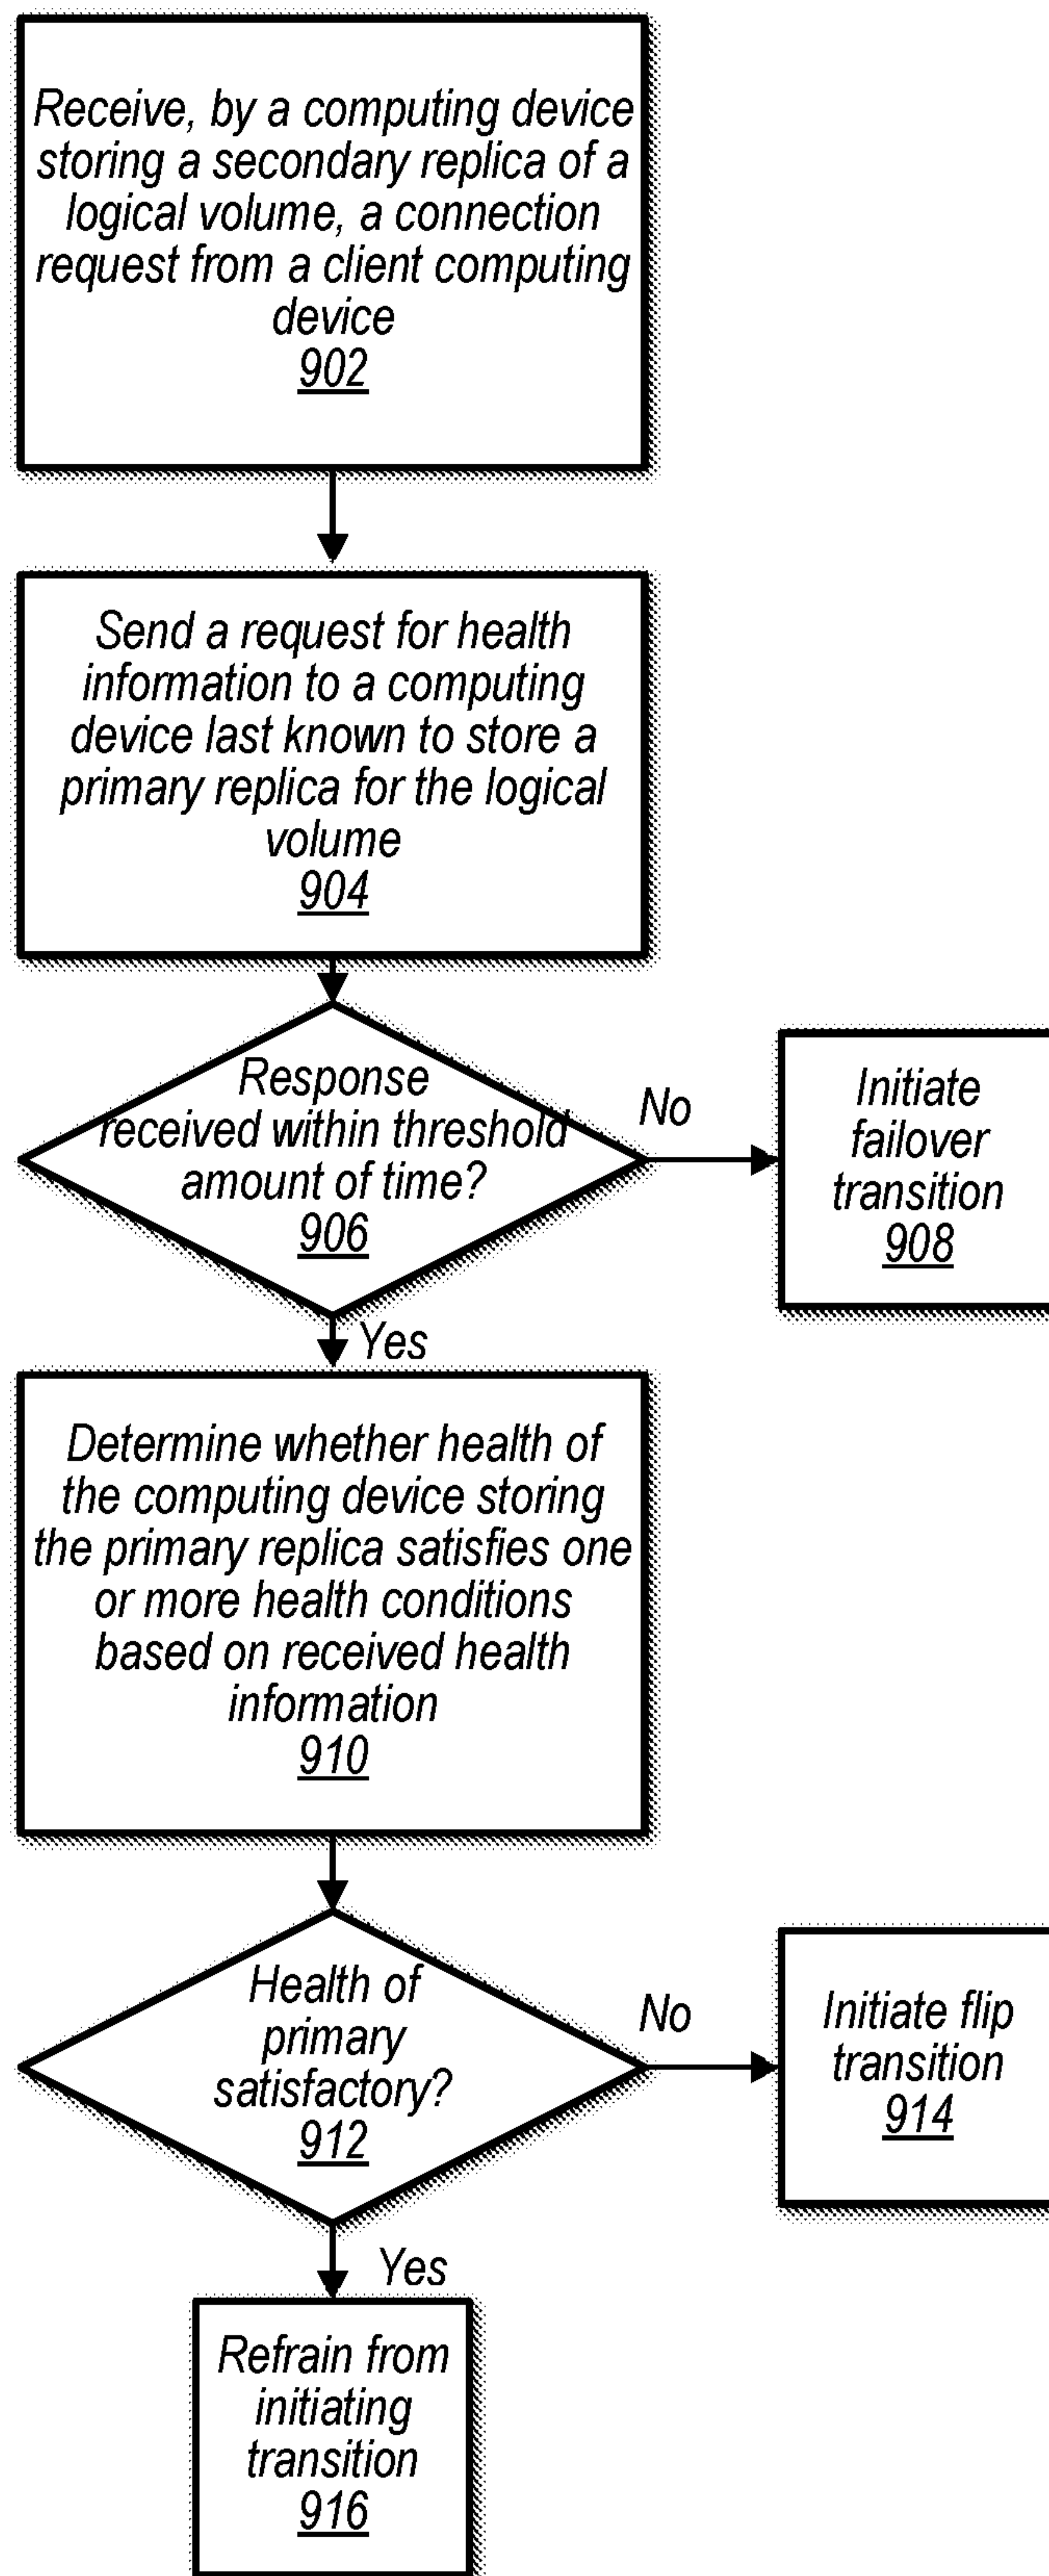 Receive, by a computing device
storing a secondary replica of a
logical volume, a connection
request from a client computing
device
902
Send a request for health
information to a computing
device last known to store a
primary replica for the logical
volume
904
Response
received within threshold
amount of time?
906
No
Initiate
failover
transition
908
Yes
Determine whether health of
the computing device storing
the primary replica satisfies one
or more health conditions
based on received health
information
910
Health of
primary
satisfactory?
912
No
Initiate flip
transition
914
Yes
Refrain from
initiating
transition
916